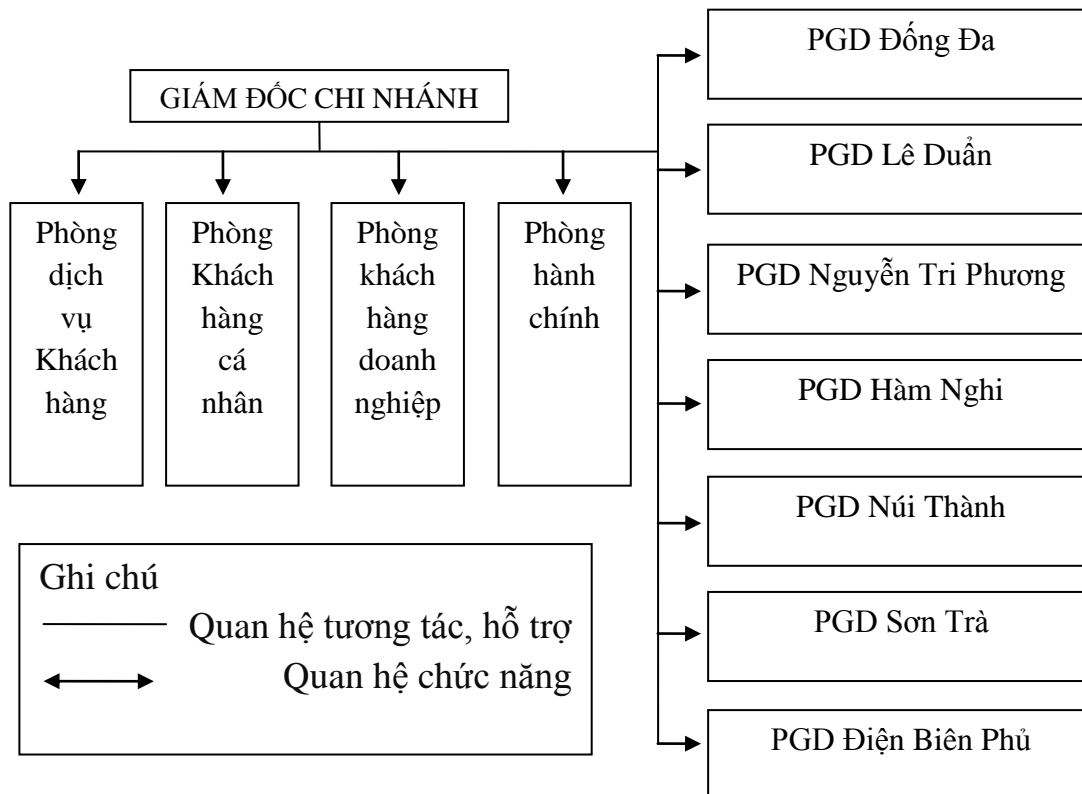 GIÁM ĐỐC CHI NHÁNH
Phòng
dịch
vụ
Khách
hàng
Phòng
Khách
hàng
cá
nhân
Phòng
khách
hàng
doanh
nghiệp
Phòng
hành
chính
PGD Đống Đa
PGD Lê Duẩn
PGD Nguyễn Tri Phương
PGD Hàm Nghi
PGD Núi Thành
PGD Sơn Trà
PGD Điện Biên Phủ
Ghi chú
Quan hệ tương tác, hỗ trợ
Quan hệ chức năng